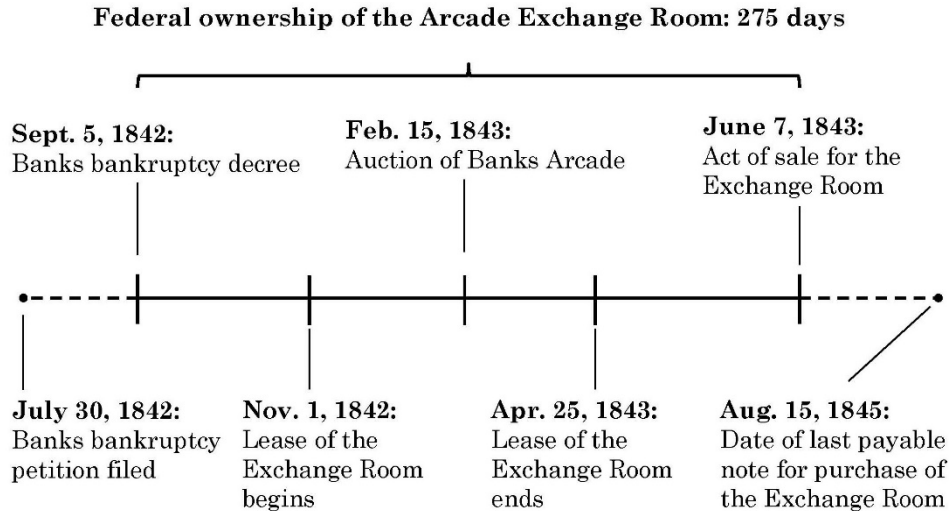 Federal ownership of the Arcade Exchange Room: 275 days
Sept. 5, 1842:
Banks bankruptcy decree
Feb. 15, 1843:
Auction of Banks Arcade
June 7, 1843:
Act of sale for the
Exchange Room
July 30, 1842:
Banks bankruptcy
petition filed
Nov. 1, 1842:
Lease of the
Exchange Room
begins
Apr. 25, 1843:
Lease of the
Exchange Room
ends
Aug. 15, 1845:
Date of last payable
note for purchase of
the Exchange Room